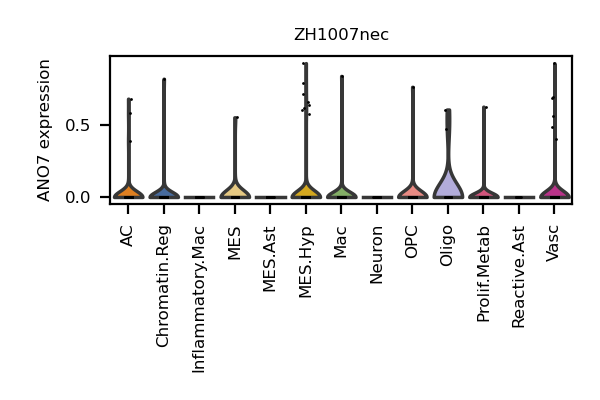 ZH1007nec
ANO7 expression
0.5
0.0
AC
Chromatin.Reg
Inflammatory.Mac
MES
MES.Ast
MES.Hyp
Mac
Neuron
OPC
Oligo
Prolif.Metab
Reactive.Ast
Vasc